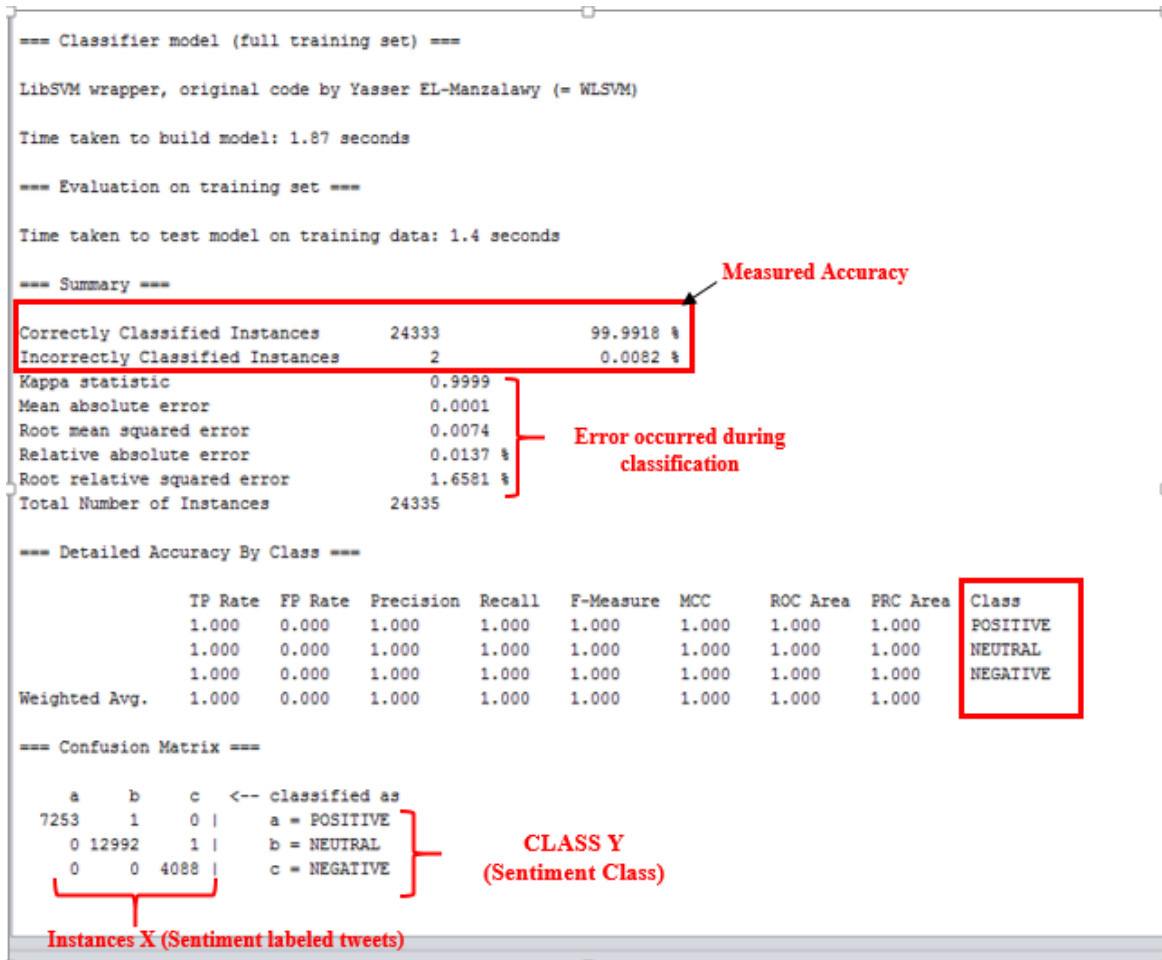 === Classifier model (full training set) ===
LibSVM wrapper, original code by Yasser EL-Manzalawy (= WLSVM)
Time taken to build model: 1.87 seconds
=== Evaluation on training set ===
Time taken to test model on training data: 1.4 seconds
Measured Accuracy
=== Summary ===
Correctly Classified Instances 24333 99.9918 %
Incorrectly Classified Instances 2 0.0082 %
Kappa statistic 0.9999
Mean absolute error 0.0001
Root mean squared error 0.0074
Relative absolute error 0.0137 %
Root relative squared error 1.6581 %
Total Number of Instances 24335
Error occurred during
classification
=== Detailed Accuracy By Class ===
TP Rate FP Rate Precision Recall F-Measure MCC ROC Area PRC Area Class
1.000 0.000 1.000 1.000 1.000 1.000 1.000 1.000 POSITIVE
1.000 0.000 1.000 1.000 1.000 1.000 1.000 1.000 NEUTRAL
1.000 0.000 1.000 1.000 1.000 1.000 1.000 1.000 NEGATIVE
Weighted Avg. 1.000 0.000 1.000 1.000 1.000 1.000 1.000 1.000
=== Confusion Matrix ===
a b c <-- classified as
7253 1 0 | a = POSITIVE
0 12992 1 | b = NEUTRAL
0 0 4088 | c = NEGATIVE
CLASS Y
(Sentiment Class)
Instances X (Sentiment labeled tweets)